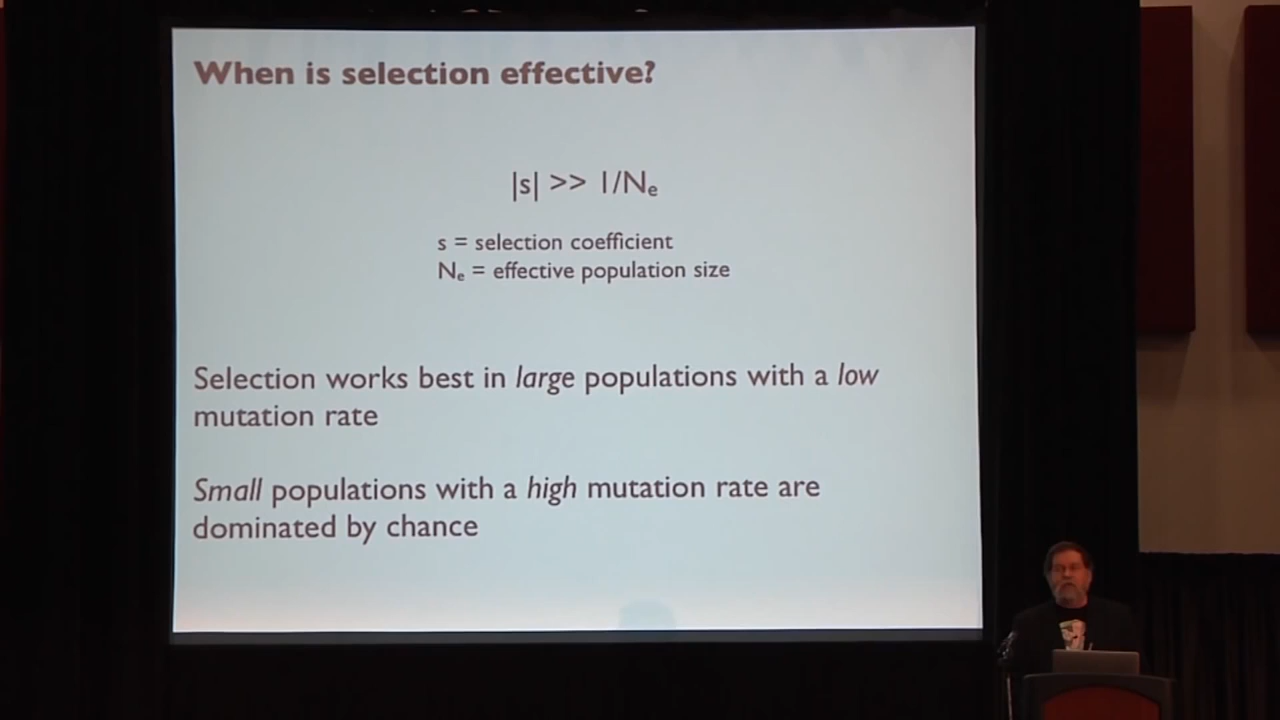 When is selection effective?
|s| >> 1/Nₑ
s = selection coefficient
Nₑ = effective population size
Selection works best in large populations with a low
mutation rate
Small populations with a high mutation rate are
dominated by chance